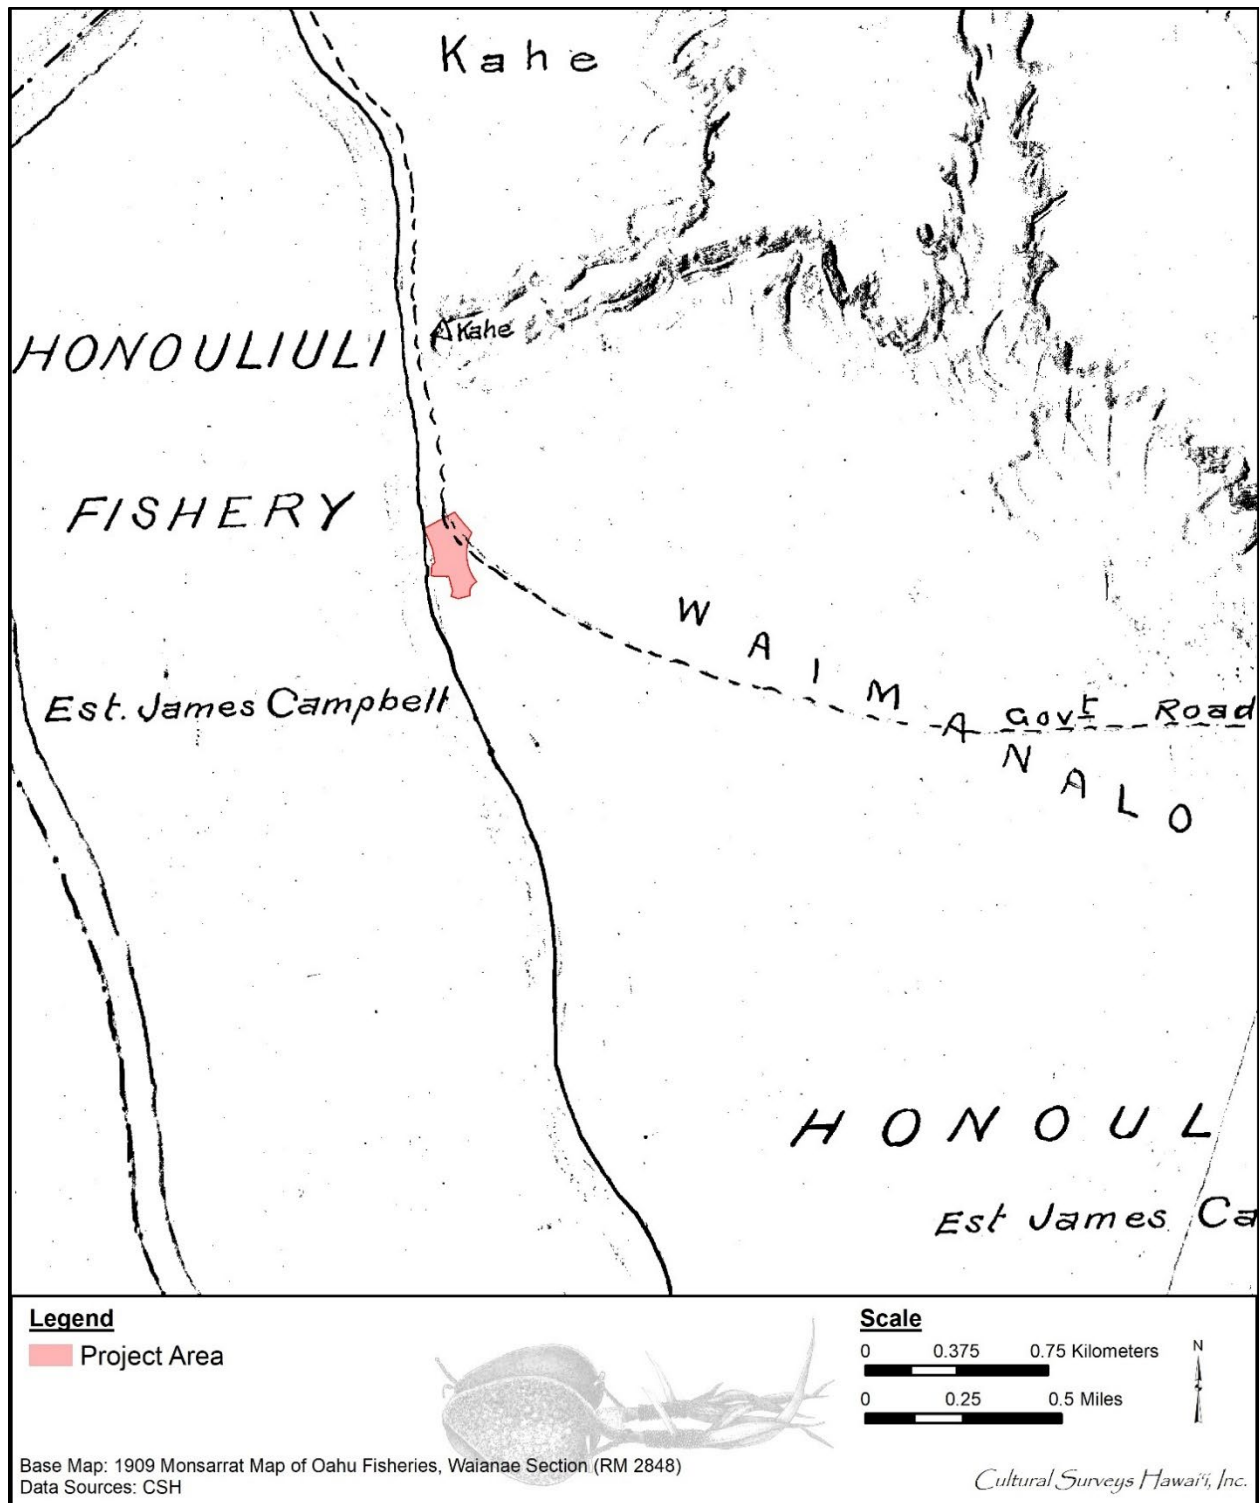 Kahe
Kahe
HONOULIULI
FISHERY
Est. James Campbell
WAIMANALO
Govt Road
HONOUL
Est James Ca
Legend
Project Area
Scale
0 0.375 0.75 Kilometers
0 0.25 0.5 Miles
N
Base Map: 1909 Monsarrat Map of Oahu Fisheries, Waianae Section (RM 2848)
Data Sources: CSH
Cultural Surveys Hawai‘i, Inc.